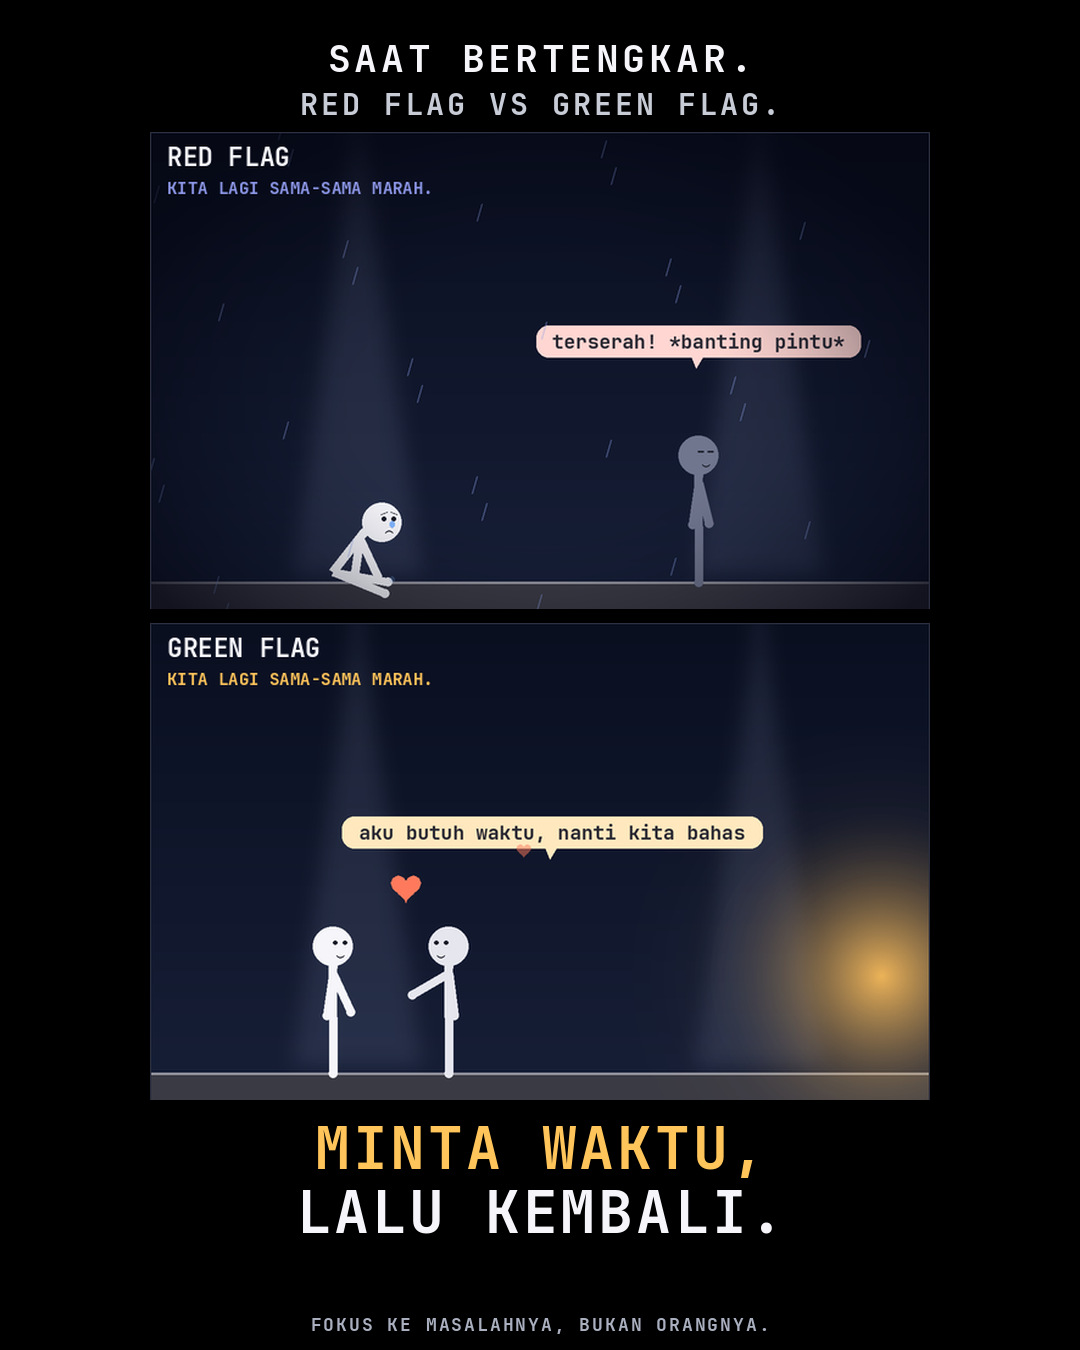 SAAT BERTENGKAR.
RED FLAG VS GREEN FLAG.
RED FLAG
KITA LAGI SAMA-SAMA MARAH.
terserah! *banting pintu*
GREEN FLAG
KITA LAGI SAMA-SAMA MARAH.
aku butuh waktu, nanti kita bahas
MINTA WAKTU,
LALU KEMBALI.
FOKUS KE MASALAHNYA, BUKAN ORANGNYA.